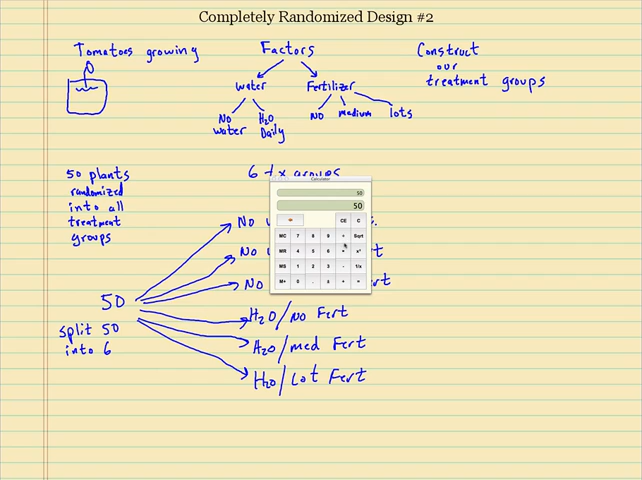 Completely Randomized Design #2
Tomatoes growing
Factors
Construct
our
treatment groups
water
Fertilizer
No
water
H2O
Daily
No
medium
lots
50 plants
randomized
into all
treatment
groups
6 tx groups
Calculator
50
50
CE C
MC 7 8 9 Sqrt
MR 4 5 6 x²
MS 1 2 3 - 1/x
M+ 0 . ± + =
No
No
No
50
split 50
into 6
H2O/No Fert
H2O/med Fert
H2O/Lot Fert